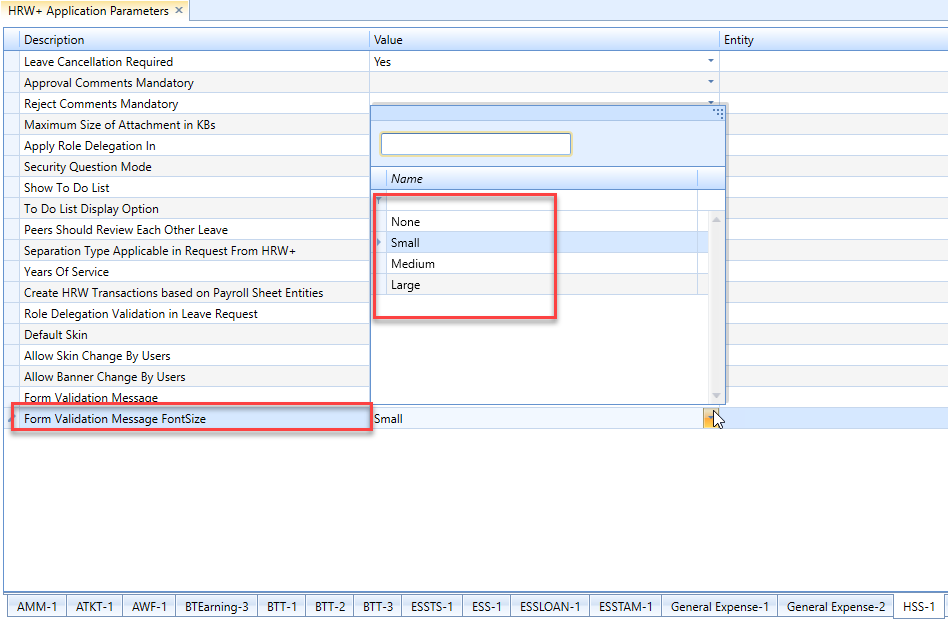 HRW+ Application Parameters ×
Description Value Entity
Leave Cancellation Required Yes
Approval Comments Mandatory
Reject Comments Mandatory
Maximum Size of Attachment in KBs
Apply Role Delegation In
Security Question Mode
Show To Do List
To Do List Display Option
Peers Should Review Each Other Leave
Separation Type Applicable in Request From HRW+
Years Of Service
Create HRW Transactions based on Payroll Sheet Entities
Role Delegation Validation in Leave Request
Default Skin
Allow Skin Change By Users
Allow Banner Change By Users
Form Validation Message
Form Validation Message FontSize Small
Name
None
Small
Medium
Large
AMM-1 ATKT-1 AWF-1 BTEarning-3 BTT-1 BTT-2 BTT-3 ESSTS-1 ESS-1 ESSLOAN-1 ESSTAM-1 General Expense-1 General Expense-2 HSS-1